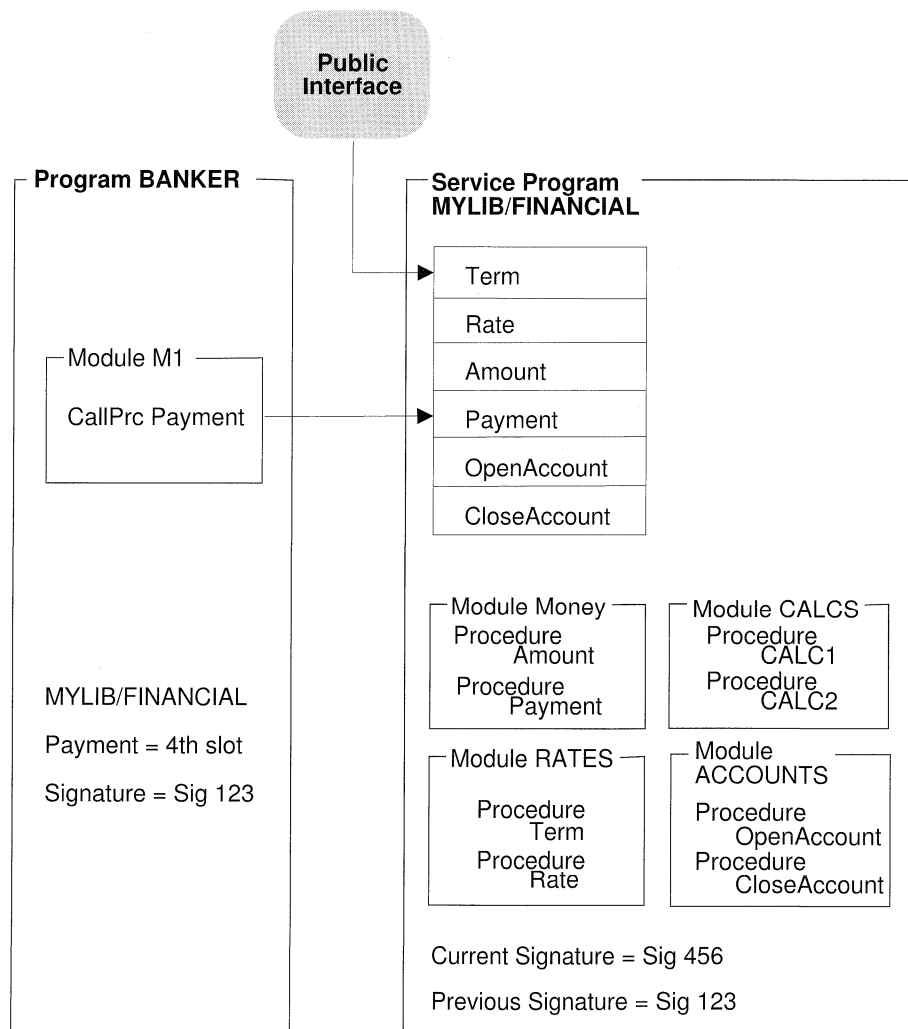 Public
Interface
Program BANKER
Module M1
CallPrc Payment
MYLIB/FINANCIAL
Payment = 4th slot
Signature = Sig 123
Service Program
MYLIB/FINANCIAL
Term
Rate
Amount
Payment
OpenAccount
CloseAccount
Module Money
Procedure
Amount
Procedure
Payment
Module CALCS
Procedure
CALC1
Procedure
CALC2
Module RATES
Procedure
Term
Procedure
Rate
Module
ACCOUNTS
Procedure
OpenAccount
Procedure
CloseAccount
Current Signature = Sig 456
Previous Signature = Sig 123